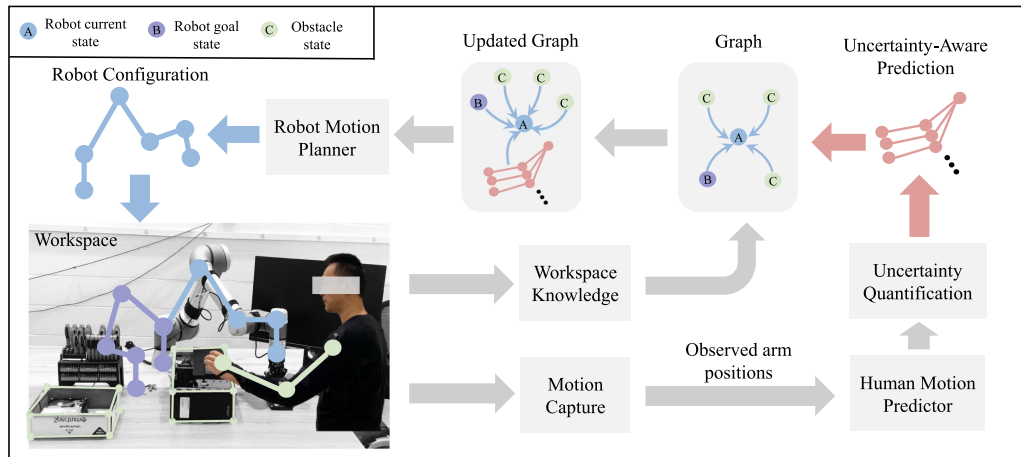 A Robot current state
B Robot goal state
C Obstacle state
Robot Configuration
Updated Graph
Graph
Uncertainty-Aware
Prediction
C
C
B
C
A
C
C
A
B
C
Robot Motion
Planner
Workspace
Workspace
Knowledge
Uncertainty
Quantification
Motion
Capture
Observed arm
positions
Human Motion
Predictor
Spectrum